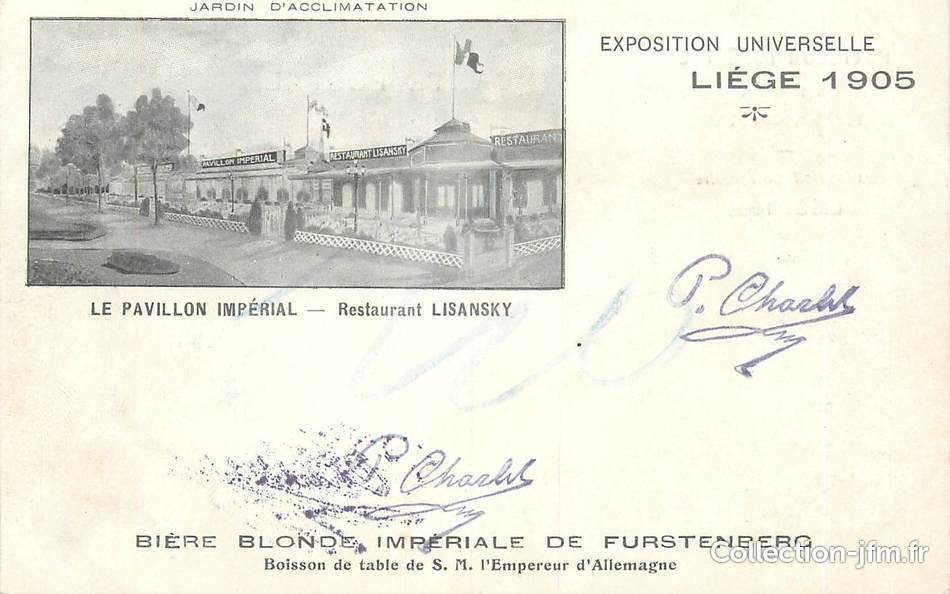 JARDIN D'ACCLIMATATION
EXPOSITION UNIVERSELLE
LIÉGE 1905
PAVILLON IMPERIAL
RESTAURANT LISANSKY
RESTAURANT
LE PAVILLON IMPÉRIAL — Restaurant LISANSKY
P. Charlet
P. Charlet
BIÈRE BLONDE IMPÉRIALE DE FURSTENBERG
Boisson de table de S. M. l'Empereur d'Allemagne
Collection-jfm.fr